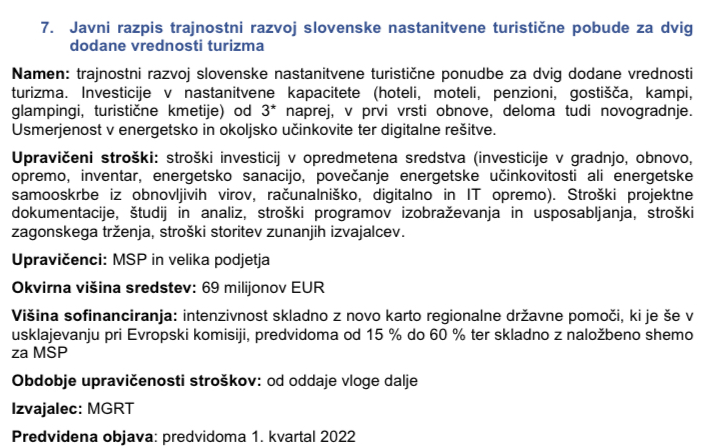 7. Javni razpis trajnostni razvoj slovenske nastanitvene turistične pobude za dvig
dodane vrednosti turizma
Namen: trajnostni razvoj slovenske nastanitvene turistične ponudbe za dvig dodane vrednosti
turizma. Investicije v nastanitvene kapacitete (hoteli, moteli, penzioni, gostišča, kampi,
glampingi, turistične kmetije) od 3* naprej, v prvi vrsti obnove, deloma tudi novogradnje.
Usmerjenost v energetsko in okoljsko učinkovite ter digitalne rešitve.
Upravičeni stroški: stroški investicij v opredmetena sredstva (investicije v gradnjo, obnovo,
opremo, inventar, energetsko sanacijo, povečanje energetske učinkovitosti ali energetske
samooskrbe iz obnovljivih virov, računalniško, digitalno in IT opremo). Stroški projektne
dokumentacije, študij in analiz, stroški programov izobraževanja in usposabljanja, stroški
zagonskega trženja, stroški storitev zunanjih izvajalcev.
Upravičenci: MSP in velika podjetja
Okvirna višina sredstev: 69 milijonov EUR
Višina sofinanciranja: intenzivnost skladno z novo karto regionalne državne pomoči, ki je še v
usklajevanju pri Evropski komisiji, predvidoma od 15 % do 60 % ter skladno z naložbeno shemo
za MSP
Obdobje upravičenosti stroškov: od oddaje vloge dalje
Izvajalec: MGRT
Predvidena objava: predvidoma 1. kvartal 2022